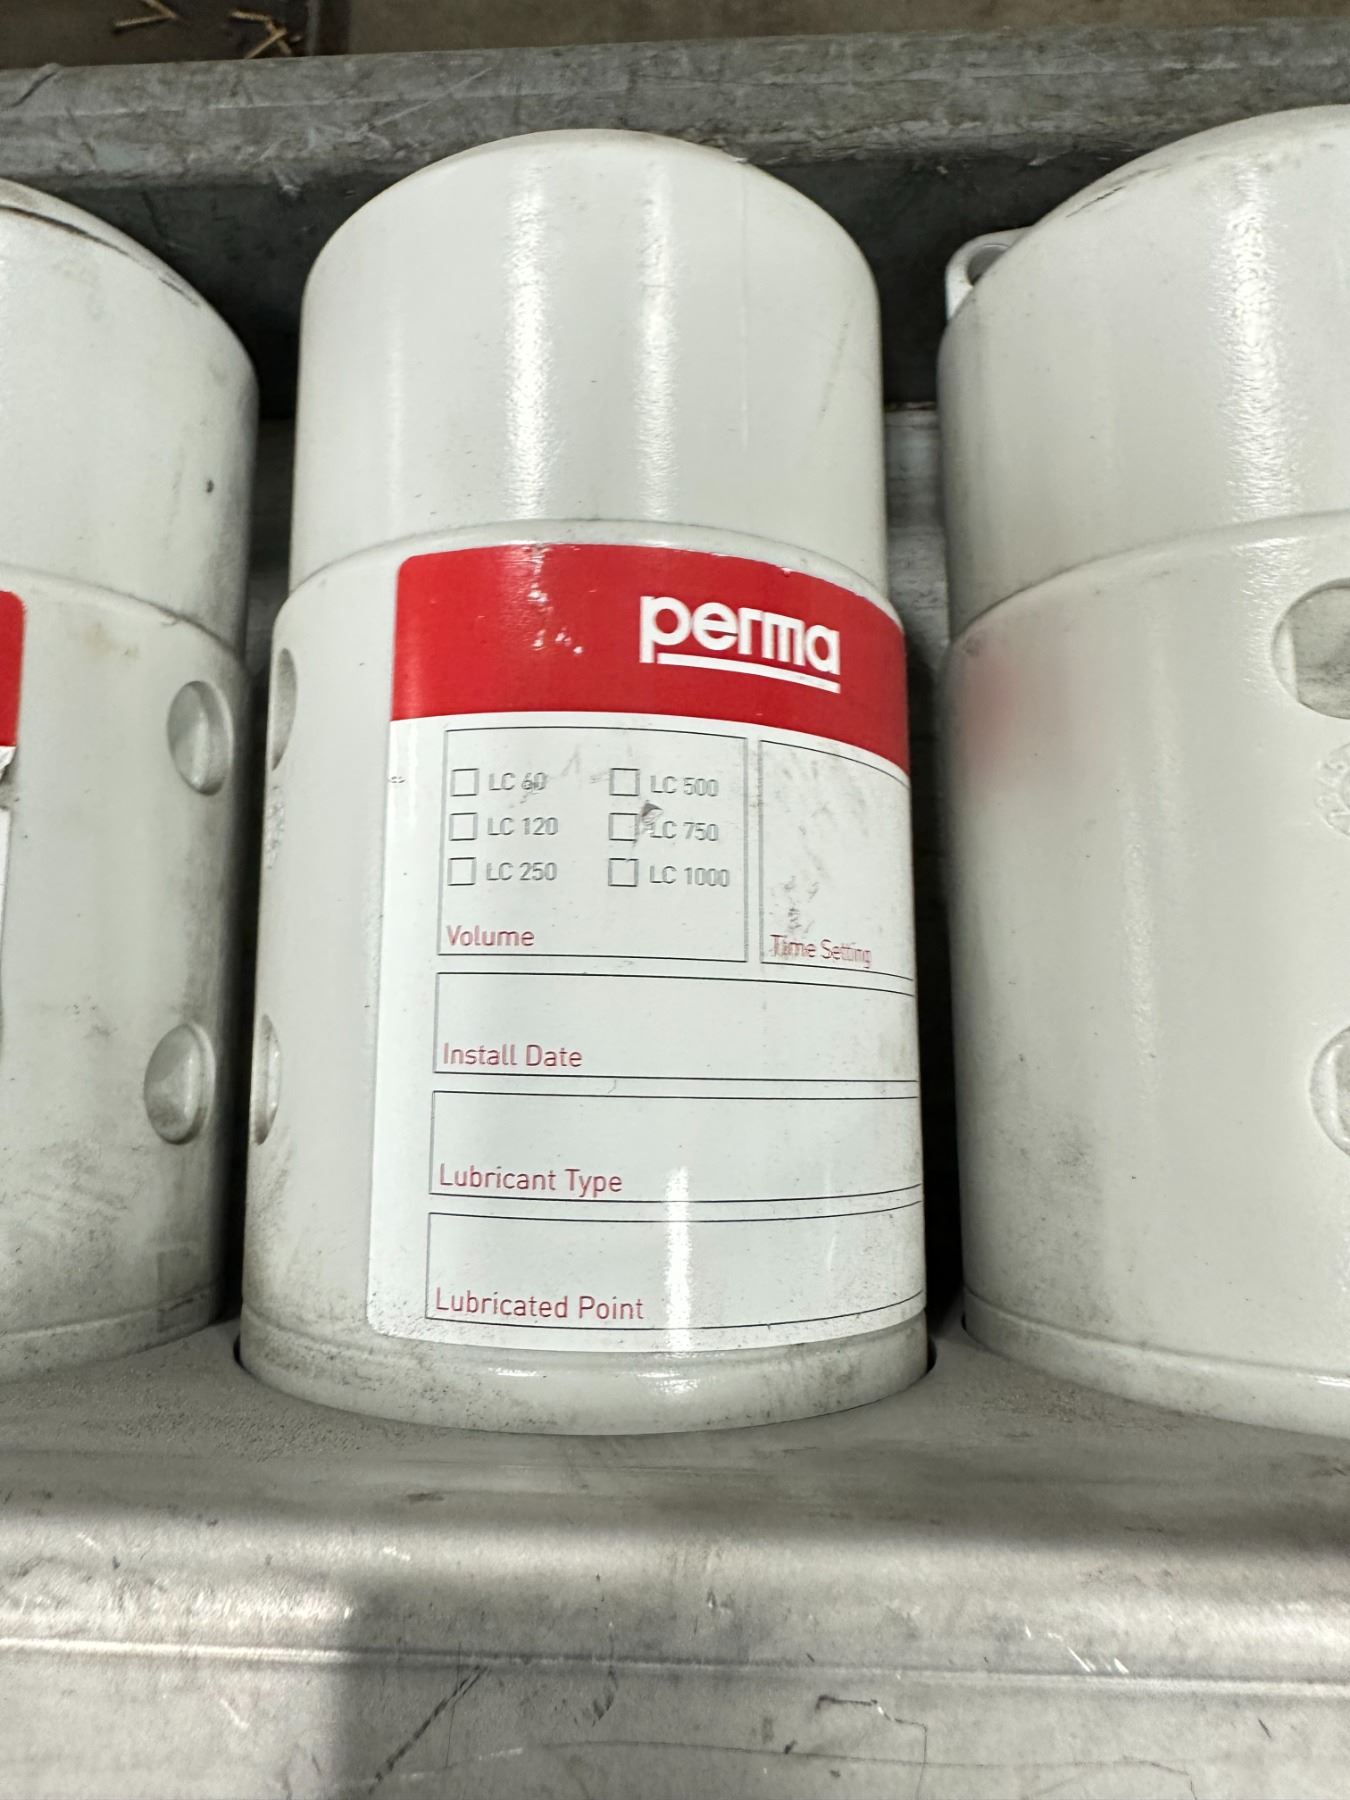 perma
LC 60
LC 500
LC 120
LC 750
LC 250
LC 1000
Volume
Time Setting
Install Date
Lubricant Type
Lubricated Point